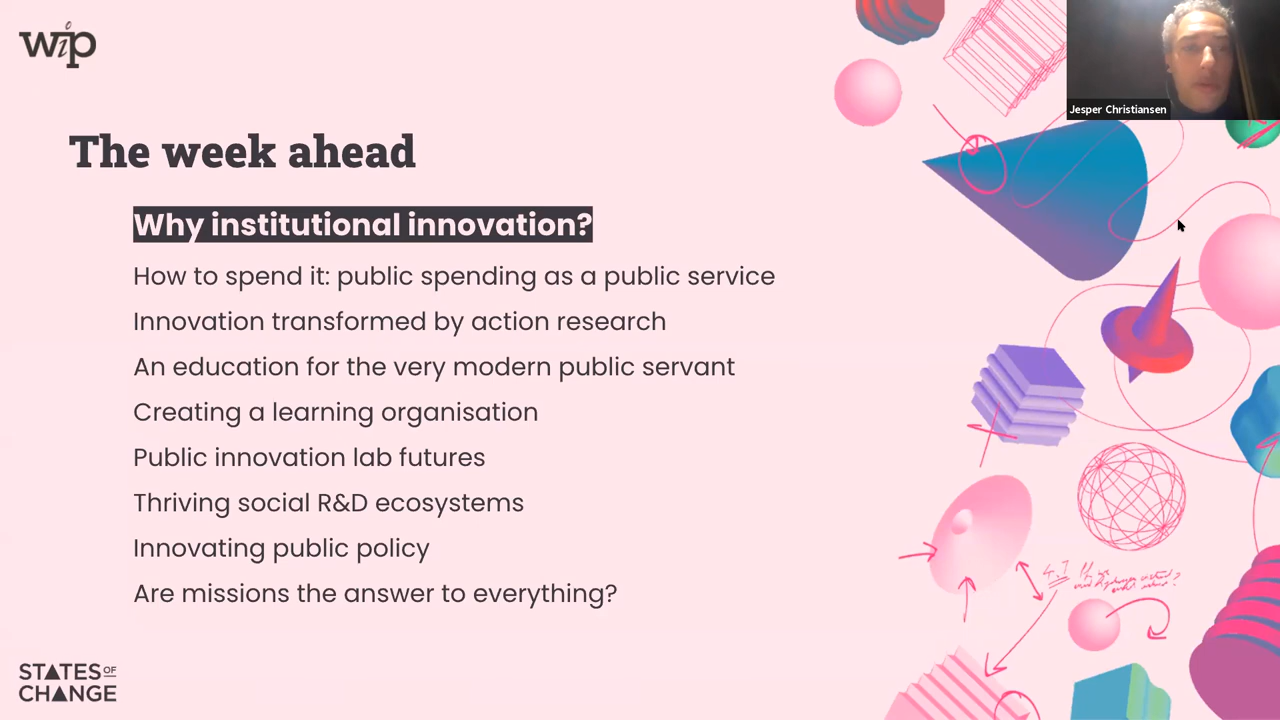 wip
Jesper Christiansen
The week ahead
Why institutional innovation?
How to spend it: public spending as a public service
Innovation transformed by action research
An education for the very modern public servant
Creating a learning organisation
Public innovation lab futures
Thriving social R&D ecosystems
Innovating public policy
Are missions the answer to everything?
STATES OF
CHANGE